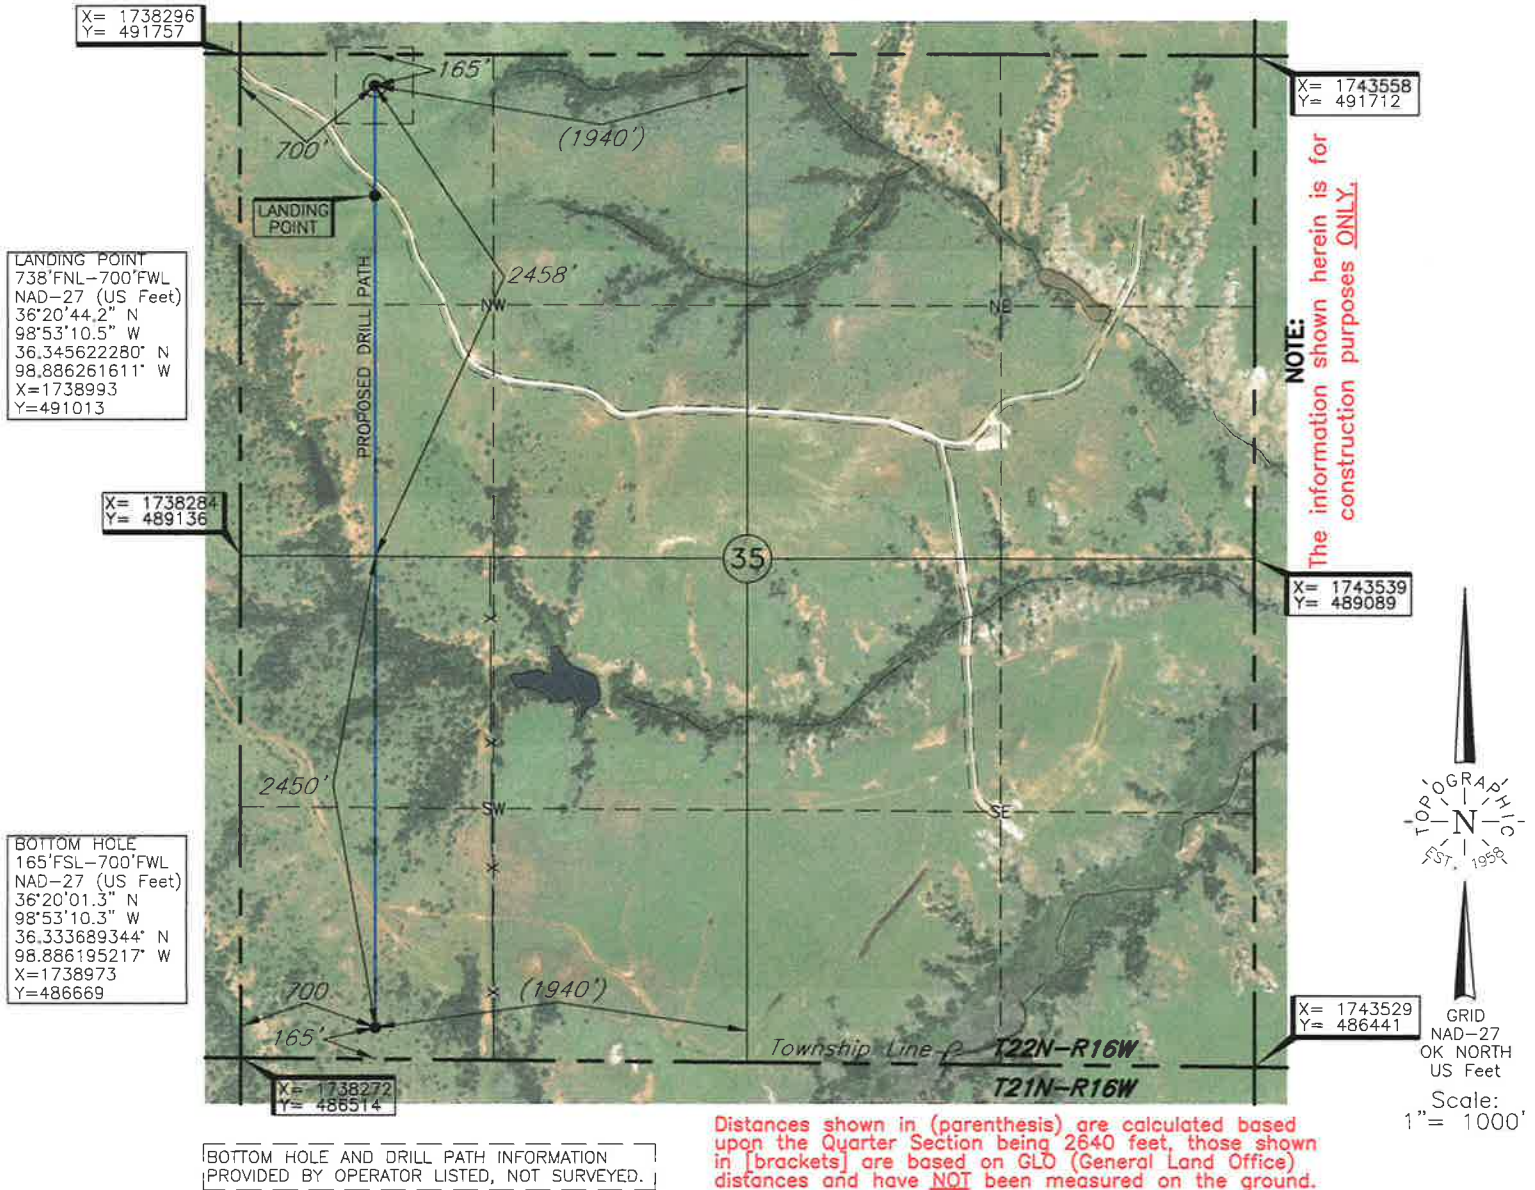 X= 1738296
Y= 491757
165'
X= 1743558
Y= 491712
700'
(1940')
LANDING
POINT
PROPOSED DRILL PATH
2458'
LANDING POINT
738'FNL-700'FWL
NAD-27 (US Feet)
36°20'44.2" N
98°53'10.5" W
36.345622280° N
98.886261611° W
X=1738993
Y=491013
NW
NE
NOTE:
The information shown herein is for
construction purposes ONLY.
X= 1738284
Y= 489136
35
X= 1743539
Y= 489089
2450'
SW
SE
BOTTOM HOLE
165'FSL-700'FWL
NAD-27 (US Feet)
36°20'01.3" N
98°53'10.3" W
36.333689344° N
98.886195217° W
X=1738973
Y=486669
TOPOGRAPHIC
N
EST. 1958
700
(1940')
165'
Township Line
T22N-R16W
T21N-R16W
X= 1743529
Y= 486441
X= 1738272
Y= 486514
GRID
NAD-27
OK NORTH
US Feet
Scale:
1"= 1000'
BOTTOM HOLE AND DRILL PATH INFORMATION
PROVIDED BY OPERATOR LISTED, NOT SURVEYED.
Distances shown in (parenthesis) are calculated based
upon the Quarter Section being 2640 feet, those shown
in [brackets] are based on GLO (General Land Office)
distances and have NOT been measured on the ground.